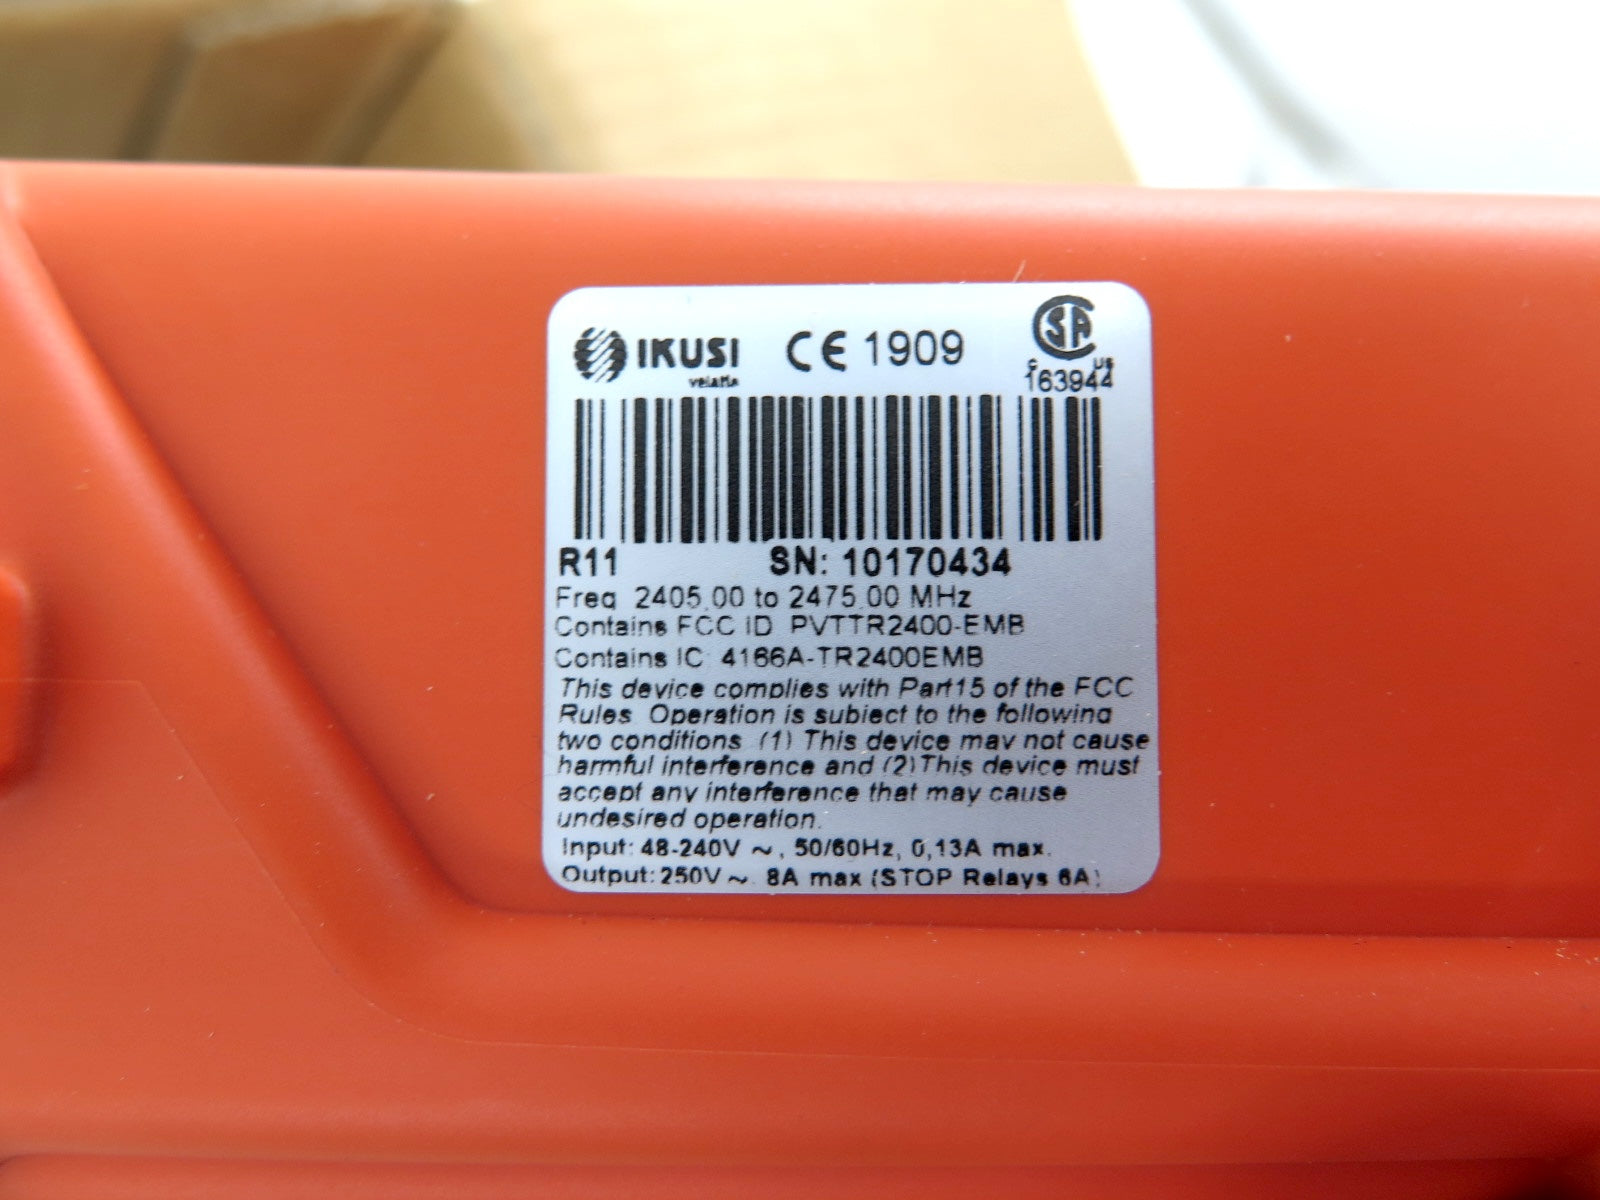 IKUSI CE 1909 CSA
velatia c us
163944
R11 SN: 10170434
Freq 2405.00 to 2475.00 MHz
Contains FCC ID PVTTR2400-EMB
Contains IC: 4166A-TR2400EMB
This device complies with Part15 of the FCC
Rules Operation is subject to the following
two conditions (1) This device may not cause
harmful interference and (2) This device must
accept any interference that may cause
undesired operation.
Input: 48-240V ~, 50/60Hz, 0,13A max.
Output: 250V ~ 8A max (STOP Relays 6A)